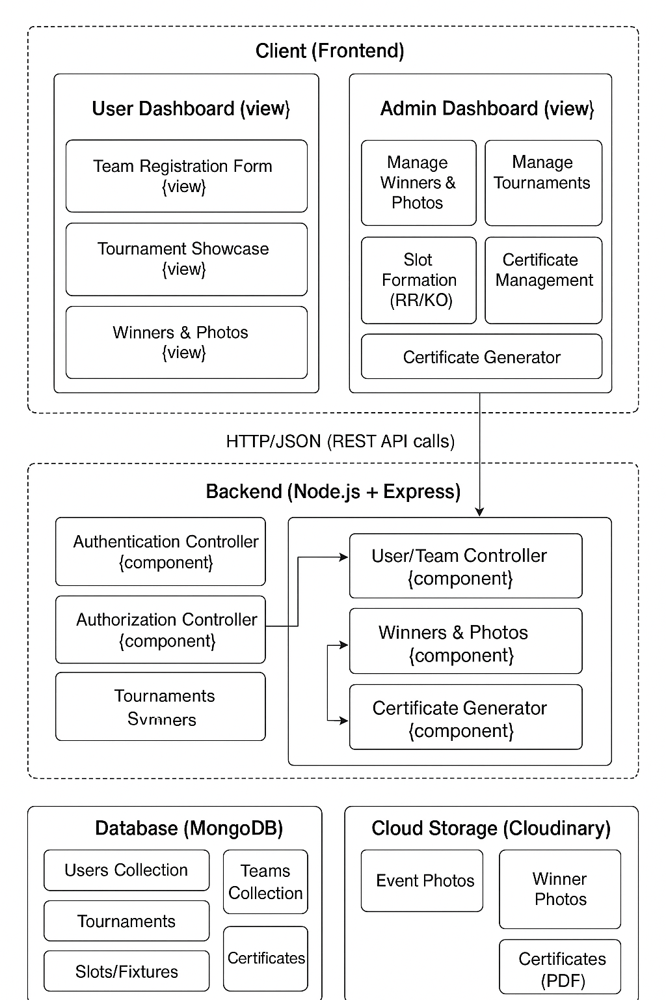 Client (Frontend)
User Dashboard (view}
Team Registration Form
{view}
Tournament Showcase
{view}
Winners & Photos
{view}
Admin Dashboard (view}
Manage
Winners &
Photos
Manage
Tournaments
Slot
Formation
(RR/KO)
Certificate
Management
Certificate Generator
HTTP/JSON (REST API calls)
Backend (Node.js + Express)
Authentication Controller
{component}
Authorization Controller
{component}
Tournaments
User/Team Controller
{component}
Winners & Photos
{component}
Certificate Generator
{component}
Database (MongoDB)
Users Collection
Tournaments
Slots/Fixtures
Teams
Collection
Certificates
Cloud Storage (Cloudinary)
Event Photos
Winner
Photos
Certificates
(PDF)